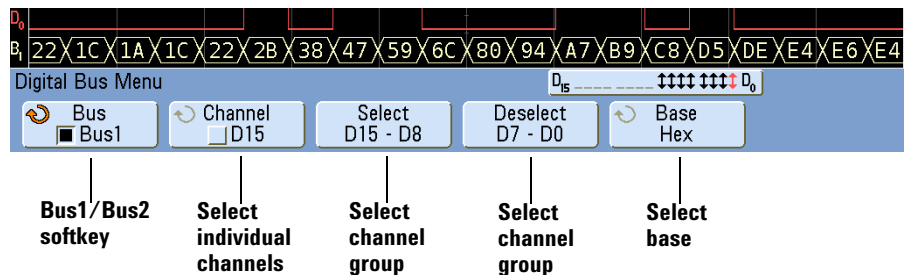 D0
B1 22 1C 1A 1C 22 2B 38 47 59 6C 80 94 A7 B9 C8 D5 DE E4 E6 E4
Digital Bus Menu D15 D0
Bus Channel Select Deselect Base
Bus1 D15 D15 - D8 D7 - D0 Hex
Bus1/Bus2 Select Select Select Select
softkey individual channel channel base
channels group group